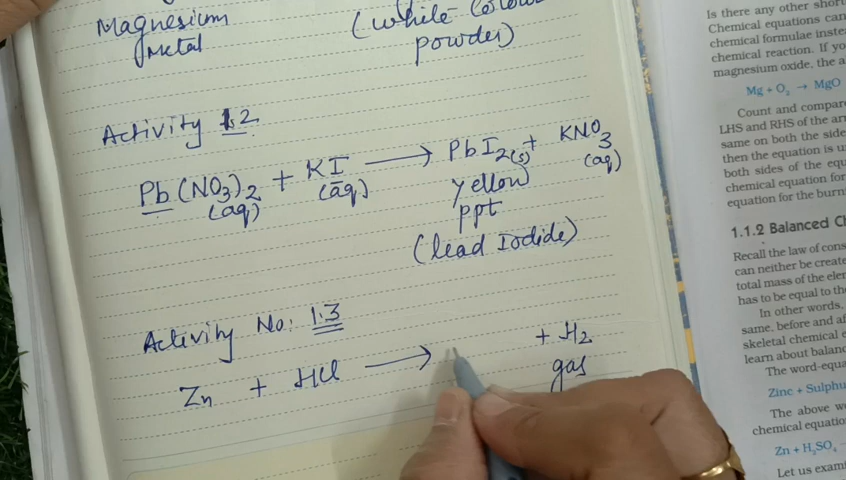 Magnesium
Metal
(White Colour
powder)
Activity 1.2
Pb(NO3)2 + KI ⟶ PbI2(s) + KNO3
(aq) (aq) (aq)
yellow
ppt
(lead Iodide)
Activity No: 1.3
Zn + HCl ⟶ + H2
gas
Is there any other short
Chemical equations can
chemical formulae inste
chemical reaction. If yo
magnesium oxide, the a
Mg + O2 → MgO
Count and compar
LHS and RHS of the arr
same on both the side
then the equation is u
both sides of the equ
chemical equation for
equation for the burn
1.1.2 Balanced Ch
Recall the law of cons
can neither be create
total mass of the elem
has to be equal to the
In other words,
same, before and af
skeletal chemical e
learn about balanc
The word-equa
Zinc + Sulphu
The above w
chemical equatio
Zn + H2SO4
Let us exam